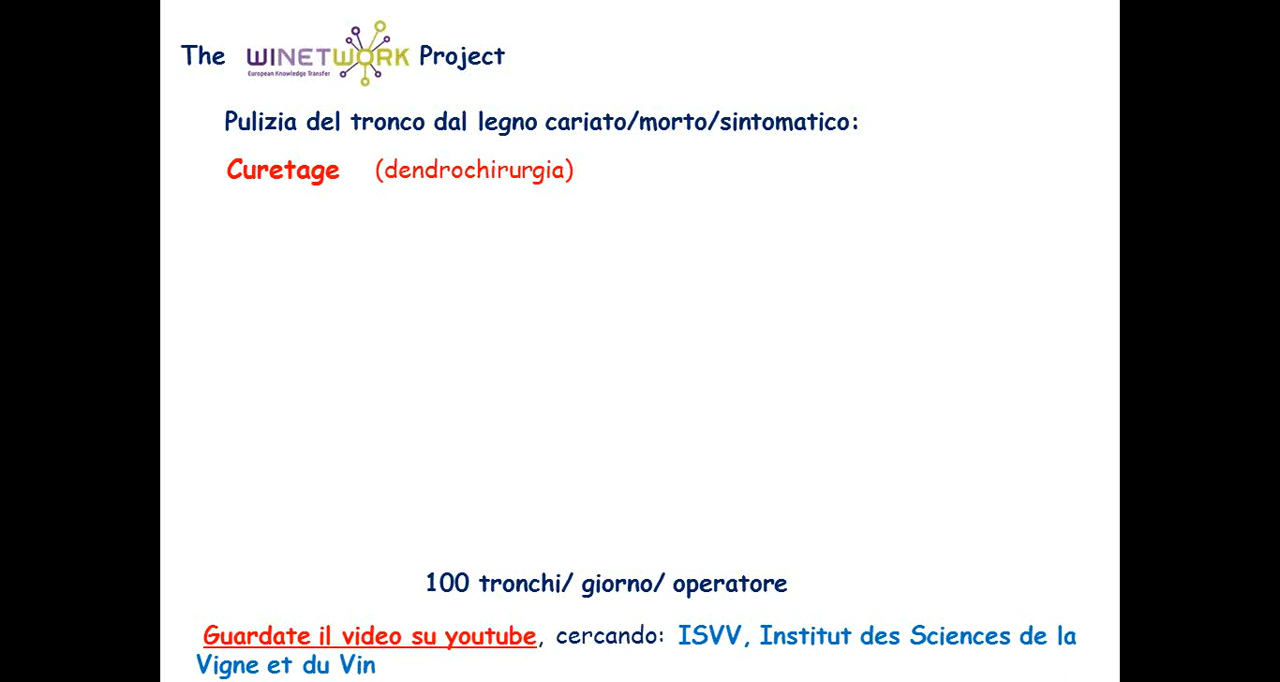 The WINETWORK Project
European Knowledge Transfer
Pulizia del tronco dal legno cariato/morto/sintomatico:
Curetage (dendrochirurgia)
100 tronchi/ giorno/ operatore
Guardate il video su youtube, cercando: ISVV, Institut des Sciences de la
Vigne et du Vin